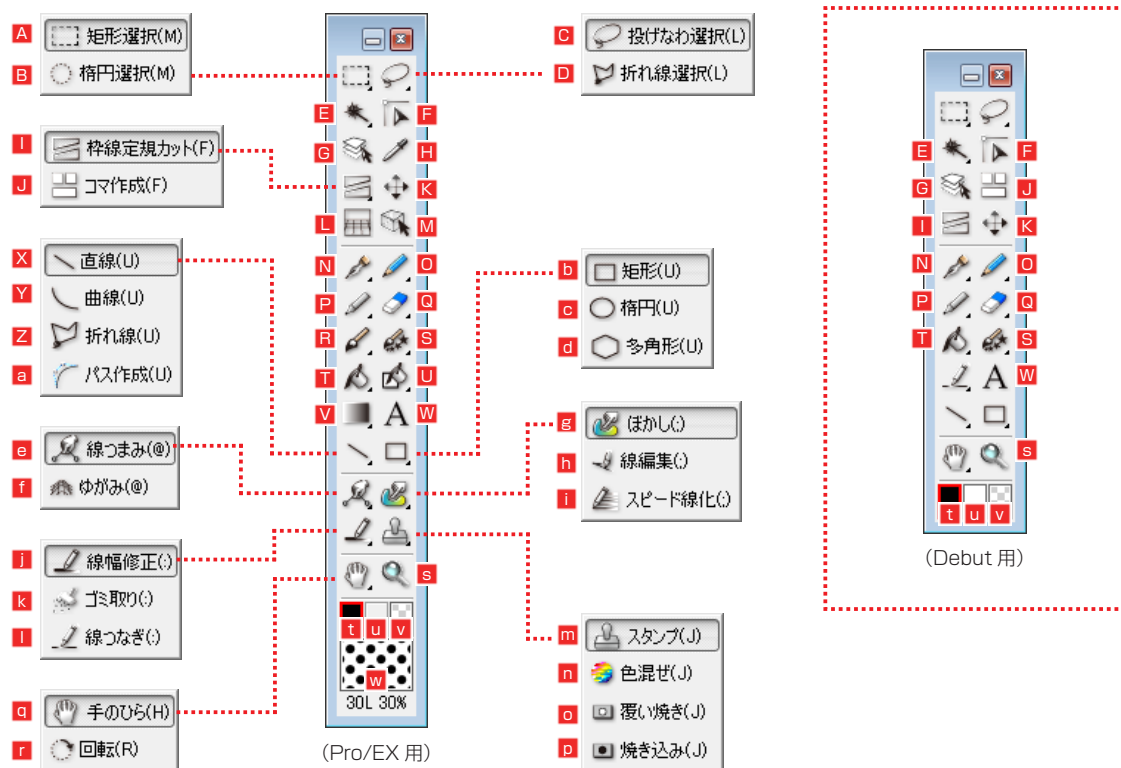 A 矩形選択(M)
B 楕円選択(M)
C 投げなわ選択(L)
D 折れ線選択(L)
E F
G H
I 枠線定規カット(F)
J コマ作成(F)
K
L M
X 直線(U)
Y 曲線(U)
Z 折れ線(U)
a パス作成(U)
N O
P Q
R S
T U
V W
b 矩形(U)
c 楕円(U)
d 多角形(U)
e 線つまみ(@)
f ゆがみ(@)
g ぼかし(:)
h 線編集(:)
i スピード線化(:)
j 線幅修正(:)
k ゴミ取り(:)
l 線つなぎ(:)
s
t u v
w
30L 30%
m スタンプ(J)
n 色混ぜ(J)
o 覆い焼き(J)
p 焼き込み(J)
q 手のひら(H)
r 回転(R)
(Pro/EX 用)
E F
G J
I K
N O
P Q
T S
W
s
t u v
(Debut 用)